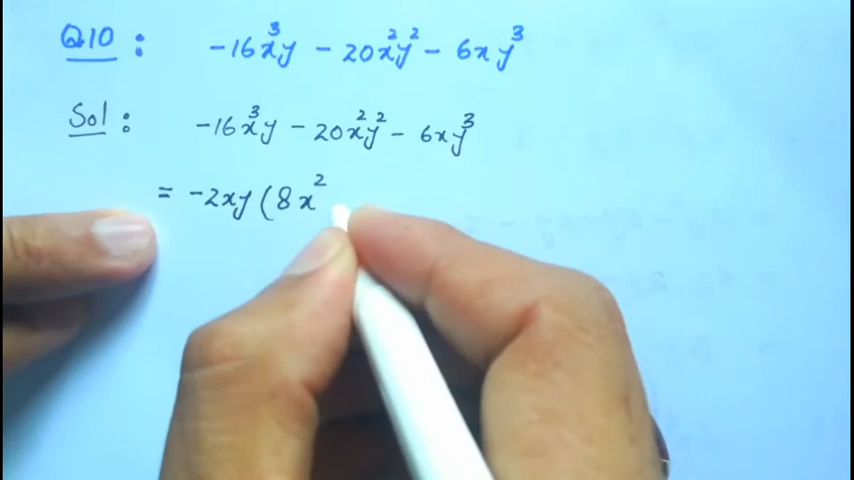 Q10 : -16x³y - 20x²y² - 6xy³
Sol : -16x³y - 20x²y² - 6xy³
= -2xy (8x²